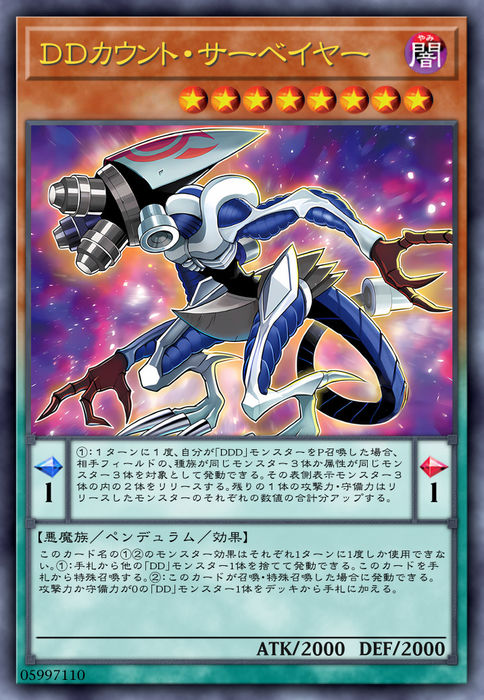 DDカウント・サーベイヤー
やみ
闇
①:1ターンに1度、自分が「DDD」モンスターをP召喚した場合、
相手フィールドの、種族が同じモンスター3体か属性が同じモン
スター3体を対象として発動できる。その表側表示モンスター3
体の内の2体をリリースする。残りの1体の攻撃力・守備力はリ
リースしたモンスターのそれぞれの数値の合計分アップする。
1
1
【悪魔族/ペンデュラム/効果】
このカード名の①②のモンスター効果はそれぞれ1ターンに1度しか使用できな
い。①:手札から他の「DD」モンスター1体を捨てて発動できる。このカードを手
札から特殊召喚する。②:このカードが召喚・特殊召喚した場合に発動できる。
攻撃力か守備力が0の「DD」モンスター1体をデッキから手札に加える。
ATK/2000 DEF/2000
05997110